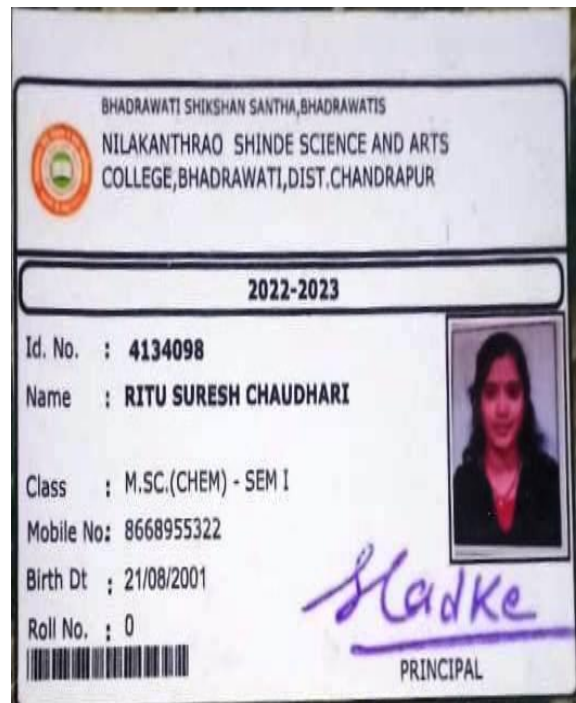 BHADRAWATI SHIKSHAN SANTHA,BHADRAWATIS
NILAKANTHRAO SHINDE SCIENCE AND ARTS
COLLEGE,BHADRAWATI,DIST.CHANDRAPUR
2022-2023
Id. No. : 4134098
Name : RITU SURESH CHAUDHARI
Class : M.SC.(CHEM) - SEM I
Mobile No: 8668955322
Birth Dt : 21/08/2001
Roll No. : 0
PRINCIPAL